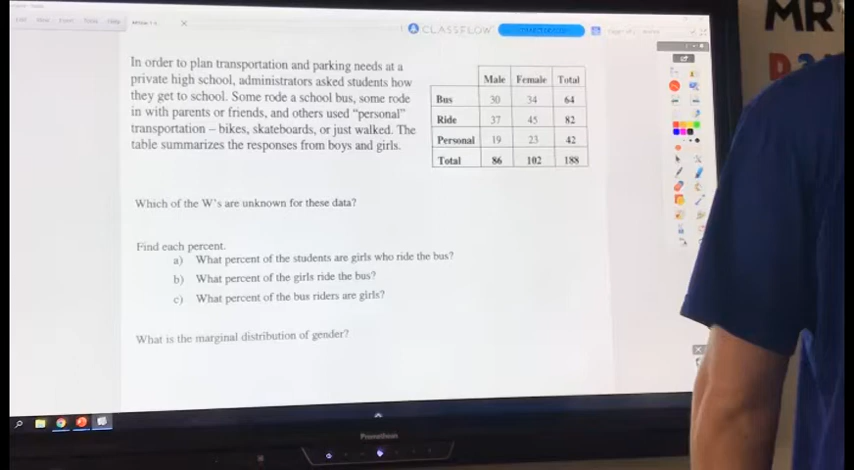 MR
CLASSFLOW
In order to plan transportation and parking needs at a
private high school, administrators asked students how
they get to school. Some rode a school bus, some rode
in with parents or friends, and others used "personal"
transportation – bikes, skateboards, or just walked. The
table summarizes the responses from boys and girls.
Male Female Total
Bus 30 34 64
Ride 37 45 82
Personal 19 23 42
Total 86 102 188
Which of the W's are unknown for these data?
Find each percent.
a) What percent of the students are girls who ride the bus?
b) What percent of the girls ride the bus?
c) What percent of the bus riders are girls?
What is the marginal distribution of gender?
Promethean